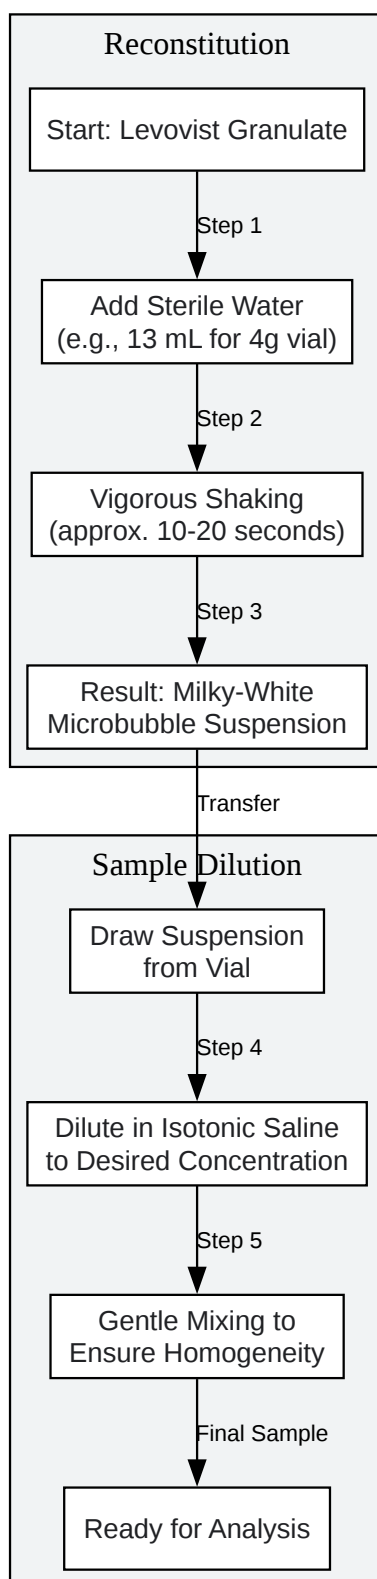 Reconstitution
Start: Levovist Granulate
Step 1
Add Sterile Water
(e.g., 13 mL for 4g vial)
Step 2
Vigorous Shaking
(approx. 10-20 seconds)
Step 3
Result: Milky-White
Microbubble Suspension
Transfer
Sample Dilution
Draw Suspension
from Vial
Step 4
Dilute in Isotonic Saline
to Desired Concentration
Step 5
Gentle Mixing to
Ensure Homogeneity
Final Sample
Ready for Analysis